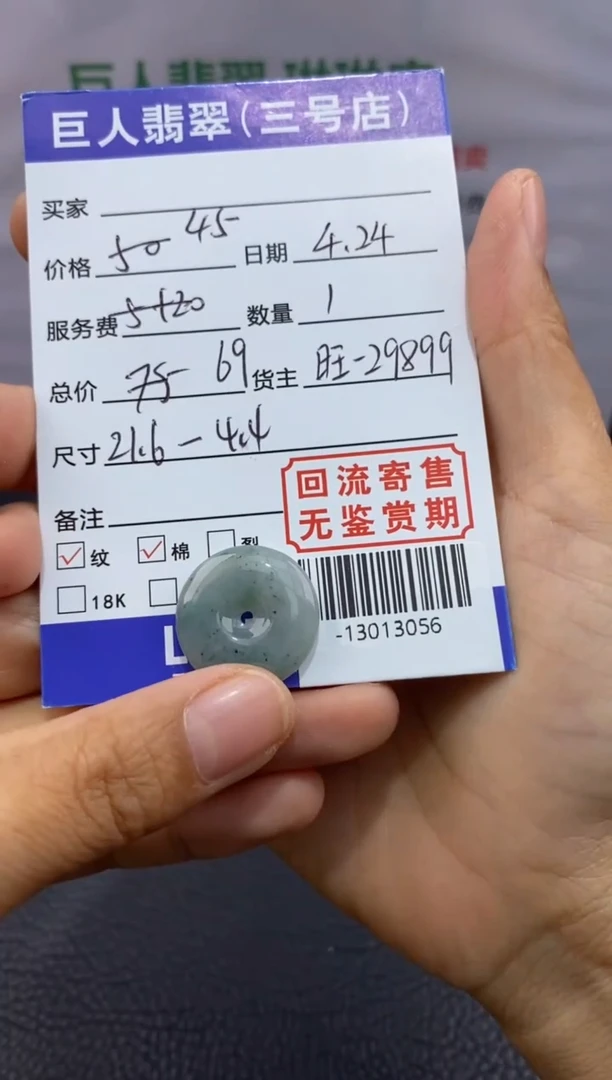 巨人翡翠(三号店)
买家
价格 50 45 日期 4.24
服务费 5+20 数量 1
总价 75 69 货主 旺-29899
尺寸 21.6-4.4
回流寄售
无鉴赏期
备注
纹 棉
18K
-13013056